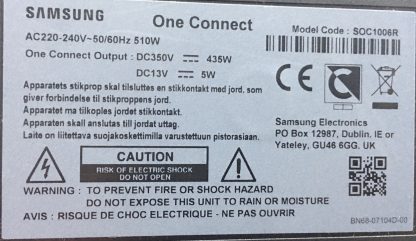 SAMSUNG One Connect Model Code : SOC1006R
AC220-240V~50/60Hz 510W
One Connect Output : DC350V ⎓ 435W
DC13V ⎓ 5W
Apparatets stikprop skal tilsluttes en stikkontakt med jord, som
giver forbindelse til stikproppens jord.
Apparatet ma tilkoples jordet stikkontakt.
Apparaten skall anslutas till jordat uttag.
Laite on liitettava suojakoskettimilla varustettuun pistorasiaan.
CE
Samsung Electronics
PO Box 12987, Dublin. IE or
Yateley, GU46 6GG. UK
CAUTION
RISK OF ELECTRIC SHOCK
DO NOT OPEN
WARNING : TO PREVENT FIRE OR SHOCK HAZARD
DO NOT EXPOSE THIS UNIT TO RAIN OR MOISTURE
AVIS : RISQUE DE CHOC ELECTRIQUE - NE PAS OUVRIR
BN68-07104D-00